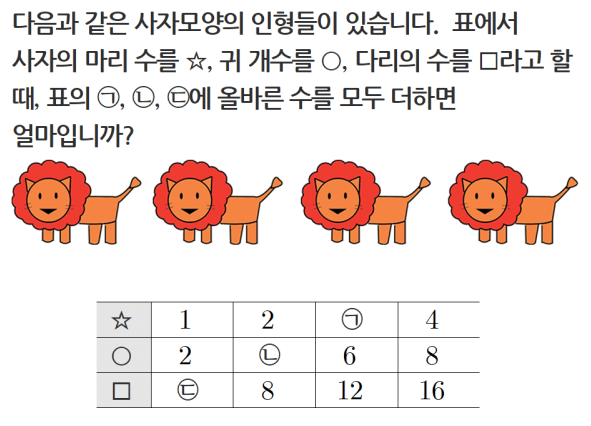 다음과 같은 사자모양의 인형들이 있습니다. 표에서
사자의 마리 수를 ☆, 귀 개수를 ○, 다리의 수를 □라고 할
때, 표의 ㉠, ㉡, ㉢에 올바른 수를 모두 더하면
얼마입니까?
☆ 1 2 ㉠ 4
○ 2 ㉡ 6 8
□ ㉢ 8 12 16